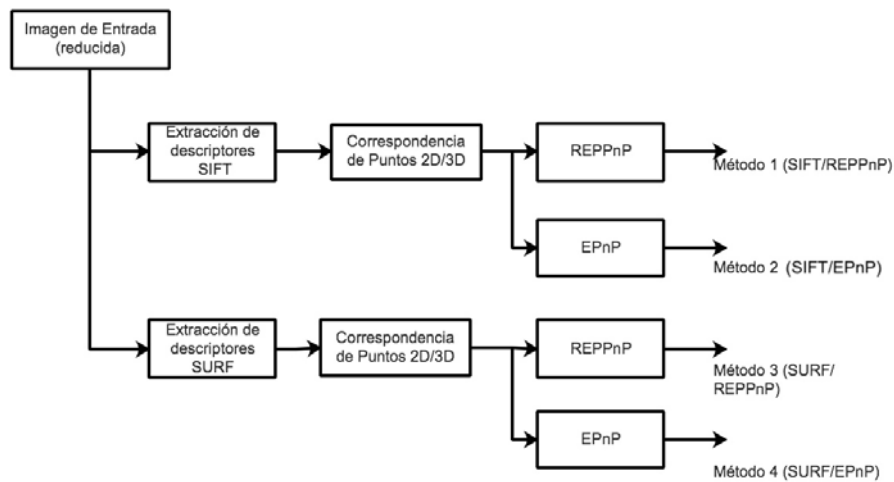 Imagen de Entrada
(reducida)
Extracción de
descriptores
SIFT
Correspondencia
de Puntos 2D/3D
REPPnP
Método 1 (SIFT/REPPnP)
EPnP
Método 2 (SIFT/EPnP)
Extracción de
descriptores
SURF
Correspondencia
de Puntos 2D/3D
REPPnP
Método 3 (SURF/
REPPnP)
EPnP
Método 4 (SURF/EPnP)